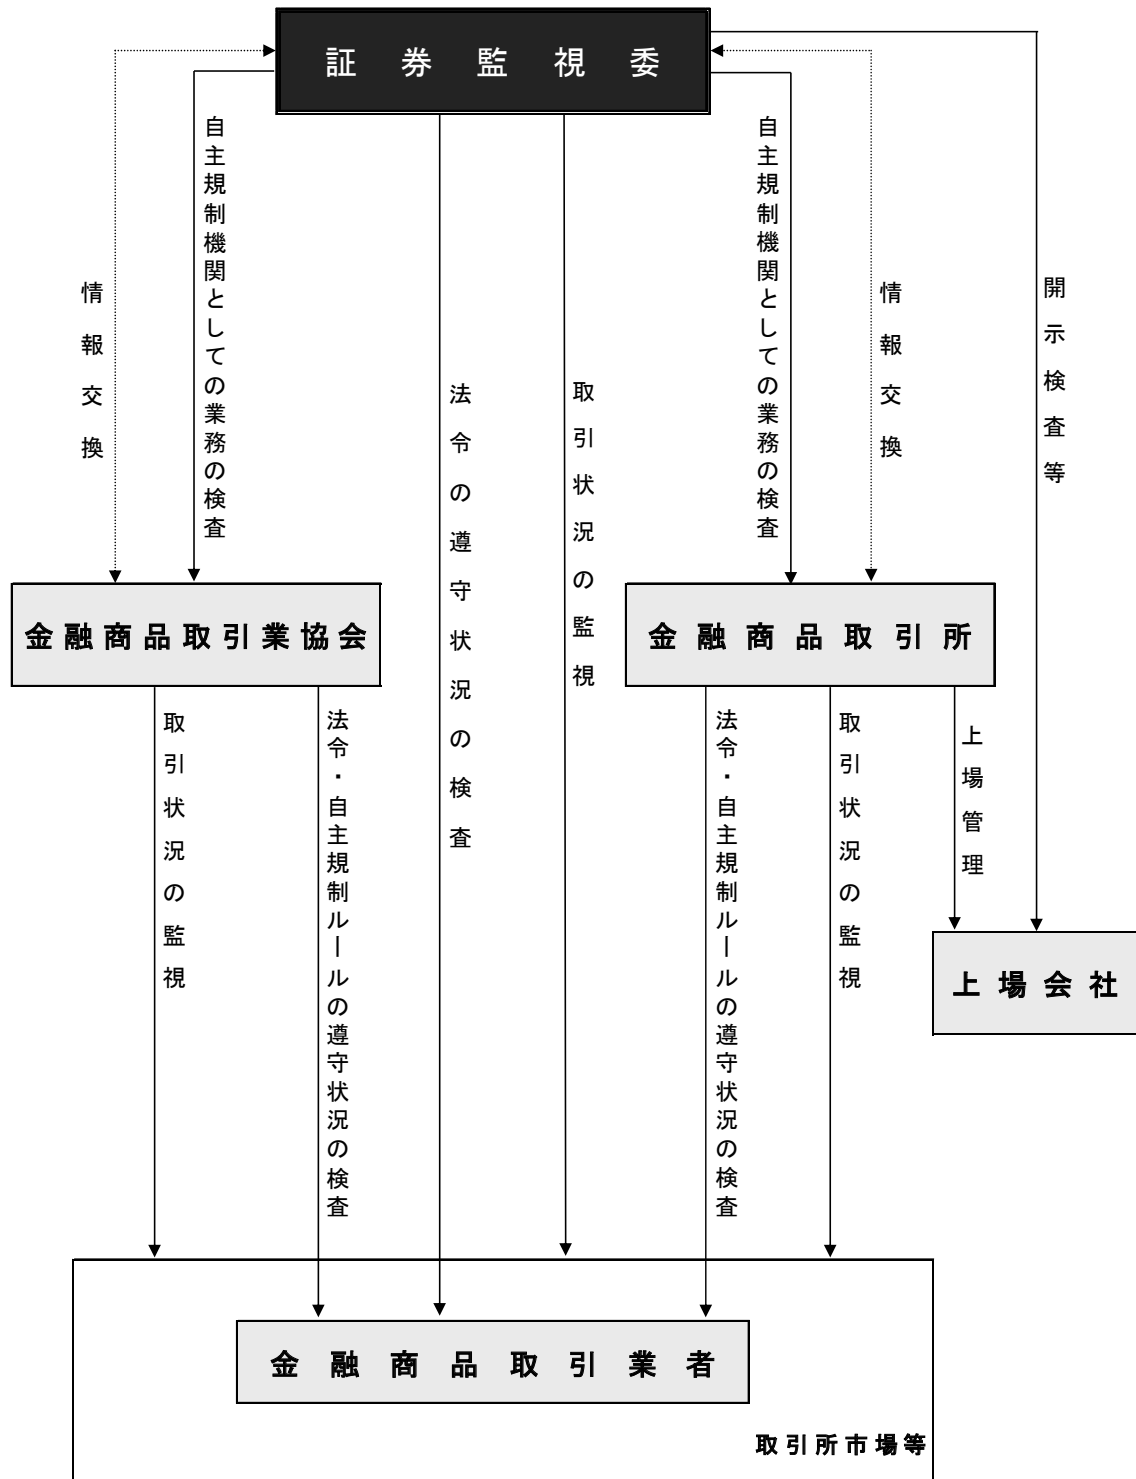 証券監視委
情報交換
自主規制機関としての業務の検査
法令の遵守状況の検査
取引状況の監視
自主規制機関としての業務の検査
情報交換
開示検査等
金融商品取引業協会
金融商品取引所
取引状況の監視
法令・自主規制ルールの遵守状況の検査
法令・自主規制ルールの遵守状況の検査
取引状況の監視
上場管理
上場会社
金融商品取引業者
取引所市場等